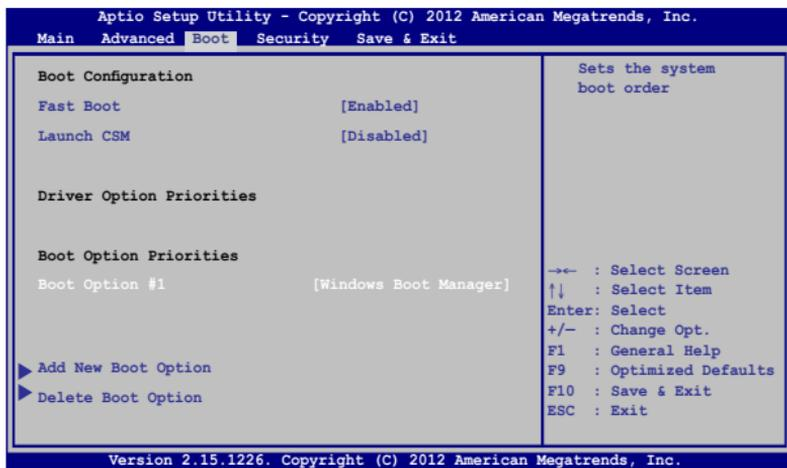 Aptio Setup Utility - Copyright (C) 2012 American Megatrends, Inc.
Main Advanced Boot Security Save & Exit
Boot Configuration
Fast Boot [Enabled]
Launch CSM [Disabled]
Driver Option Priorities
Boot Option Priorities
Boot Option #1 [Windows Boot Manager]
Add New Boot Option
Delete Boot Option
Sets the system
boot order
→← : Select Screen
↑↓ : Select Item
Enter: Select
+/— : Change Opt.
F1 : General Help
F9 : Optimized Defaults
F10 : Save & Exit
ESC : Exit
Version 2.15.1226. Copyright (C) 2012 American Megatrends, Inc.